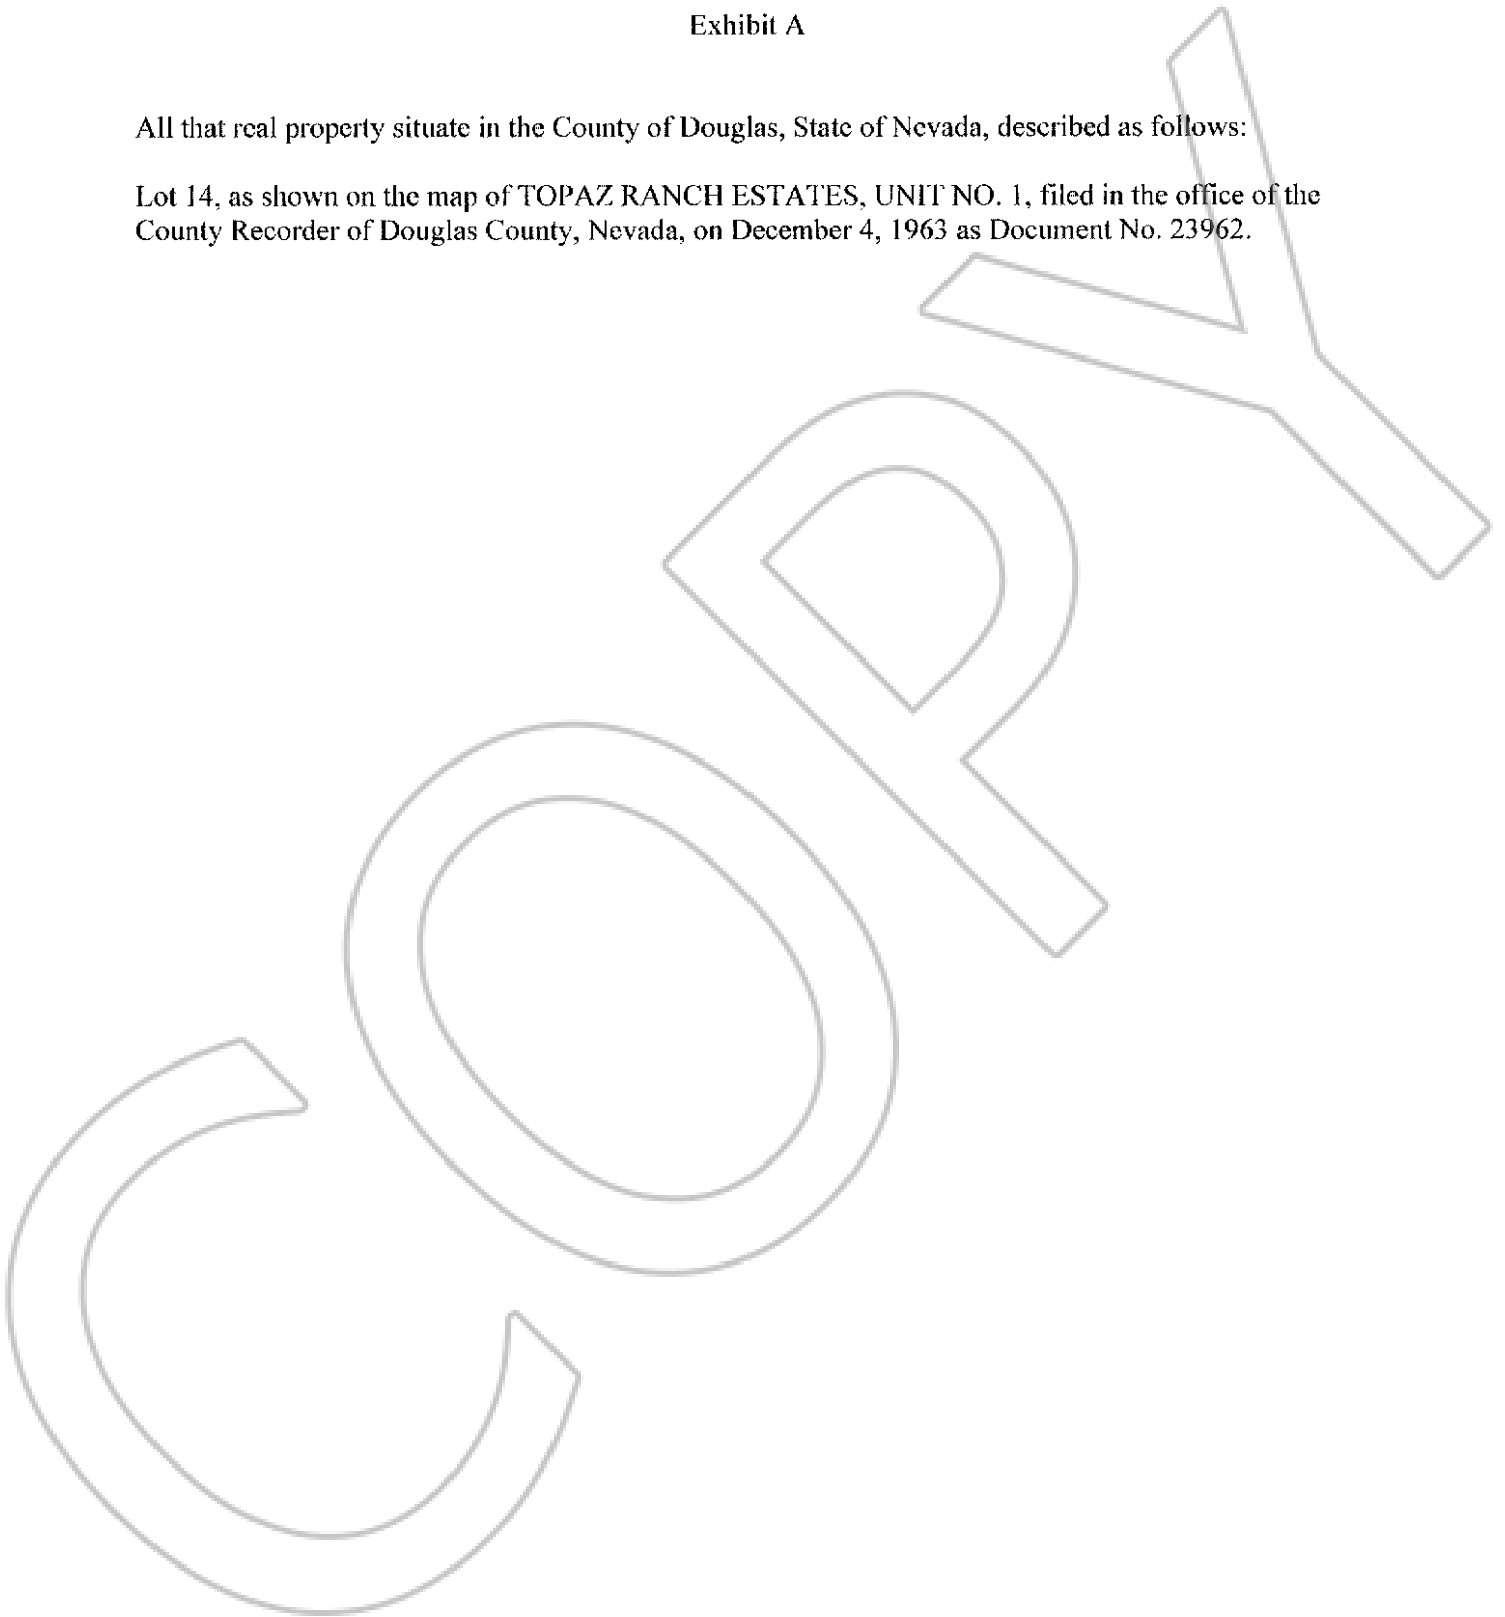 Exhibit A
All that real property situate in the County of Douglas, State of Nevada, described as follows:
Lot 14, as shown on the map of TOPAZ RANCH ESTATES, UNIT NO. 1, filed in the office of the
County Recorder of Douglas County, Nevada, on December 4, 1963 as Document No. 23962.
COPY